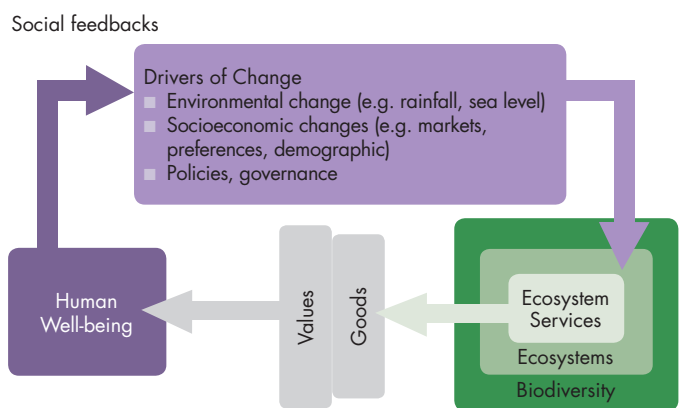 Social feedbacks
Drivers of Change
Environmental change (e.g. rainfall, sea level)
Socioeconomic changes (e.g. markets,
preferences, demographic)
Policies, governance
Human
Well-being
Values
Goods
Ecosystem
Services
Ecosystems
Biodiversity